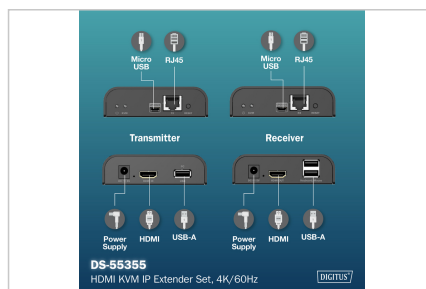 Micro
USB
RJ45
Micro
USB
RJ45
Transmitter
Receiver
Power
Supply
HDMI
USB-A
Power
Supply
HDMI
USB-A
DS-55355
HDMI KVM IP Extender Set, 4K/60Hz
DIGITUS